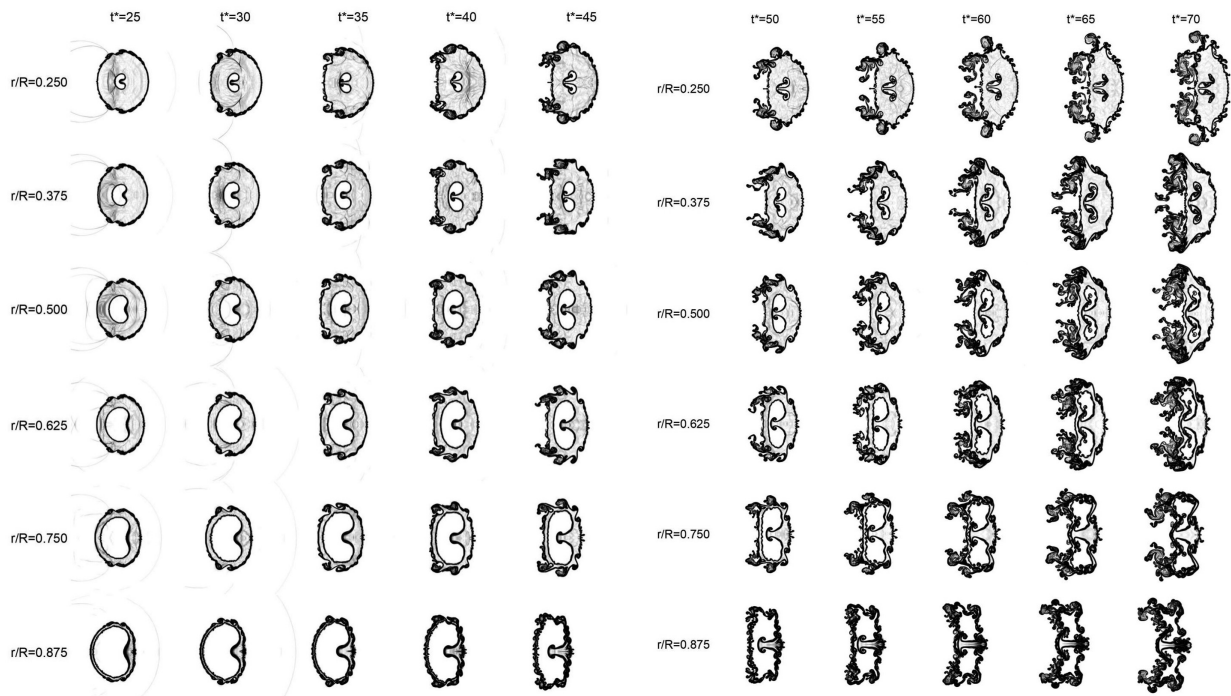 t*=25 t*=30 t*=35 t*=40 t*=45 t*=50 t*=55 t*=60 t*=65 t*=70
r/R=0.250 r/R=0.250
r/R=0.375 r/R=0.375
r/R=0.500 r/R=0.500
r/R=0.625 r/R=0.625
r/R=0.750 r/R=0.750
r/R=0.875 r/R=0.875